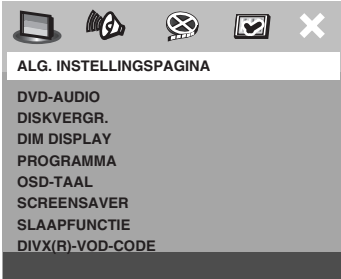 ALG. INSTELLINGSPAGINA
DVD-AUDIO
DISKVERGR.
DIM DISPLAY
PROGRAMMA
OSD-TAAL
SCREENSAVER
SLAAPFUNCTIE
DIVX(R)-VOD-CODE